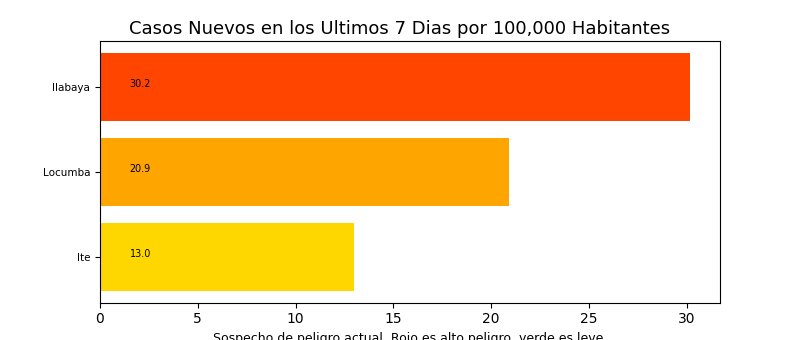 Casos Nuevos en los Ultimos 7 Dias por 100,000 Habitantes
Ilabaya
30.2
Locumba
20.9
Ite
13.0
0 5 10 15 20 25 30
Sospecho de peligro actual. Rojo es alto peligro, verde es leve